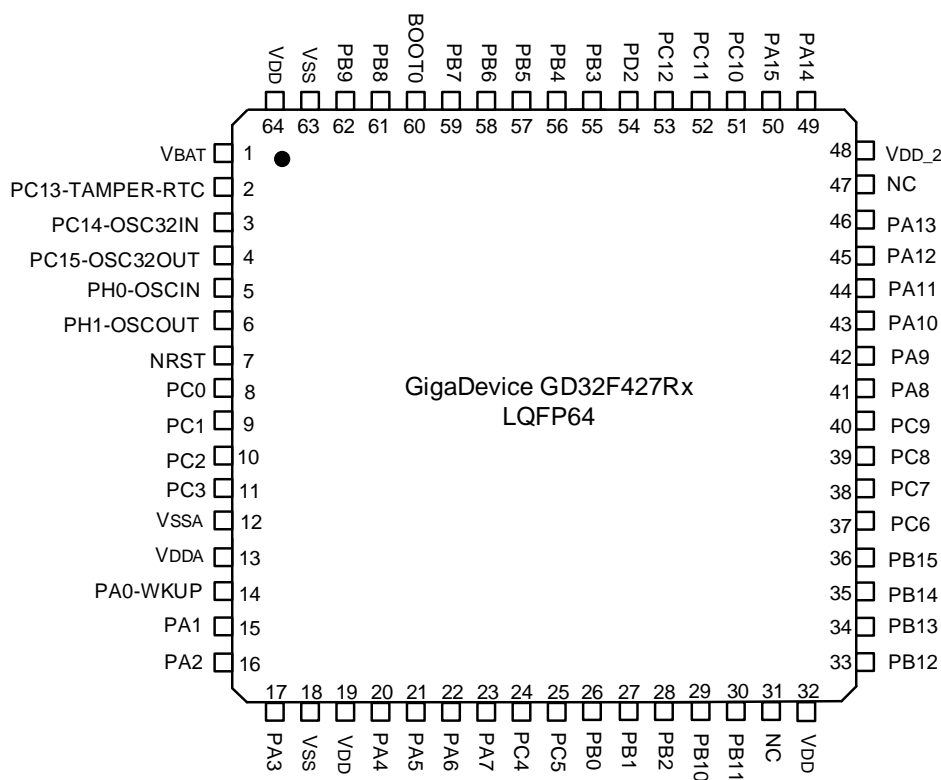 VDD VSS PB9 PB8 BOOT0 PB7 PB6 PB5 PB4 PB3 PD2 PC12 PC11 PC10 PA15 PA14
64 63 62 61 60 59 58 57 56 55 54 53 52 51 50 49
VBAT 1
PC13-TAMPER-RTC 2
PC14-OSC32IN 3
PC15-OSC32OUT 4
PH0-OSCIN 5
PH1-OSCOUT 6
NRST 7
PC0 8
PC1 9
PC2 10
PC3 11
VSSA 12
VDDA 13
PA0-WKUP 14
PA1 15
PA2 16
GigaDevice GD32F427Rx
LQFP64
48 VDD_2
47 NC
46 PA13
45 PA12
44 PA11
43 PA10
42 PA9
41 PA8
40 PC9
39 PC8
38 PC7
37 PC6
36 PB15
35 PB14
34 PB13
33 PB12
17 18 19 20 21 22 23 24 25 26 27 28 29 30 31 32
PA3 VSS VDD PA4 PA5 PA6 PA7 PC4 PC5 PB0 PB1 PB2 PB10 PB11 NC VDD